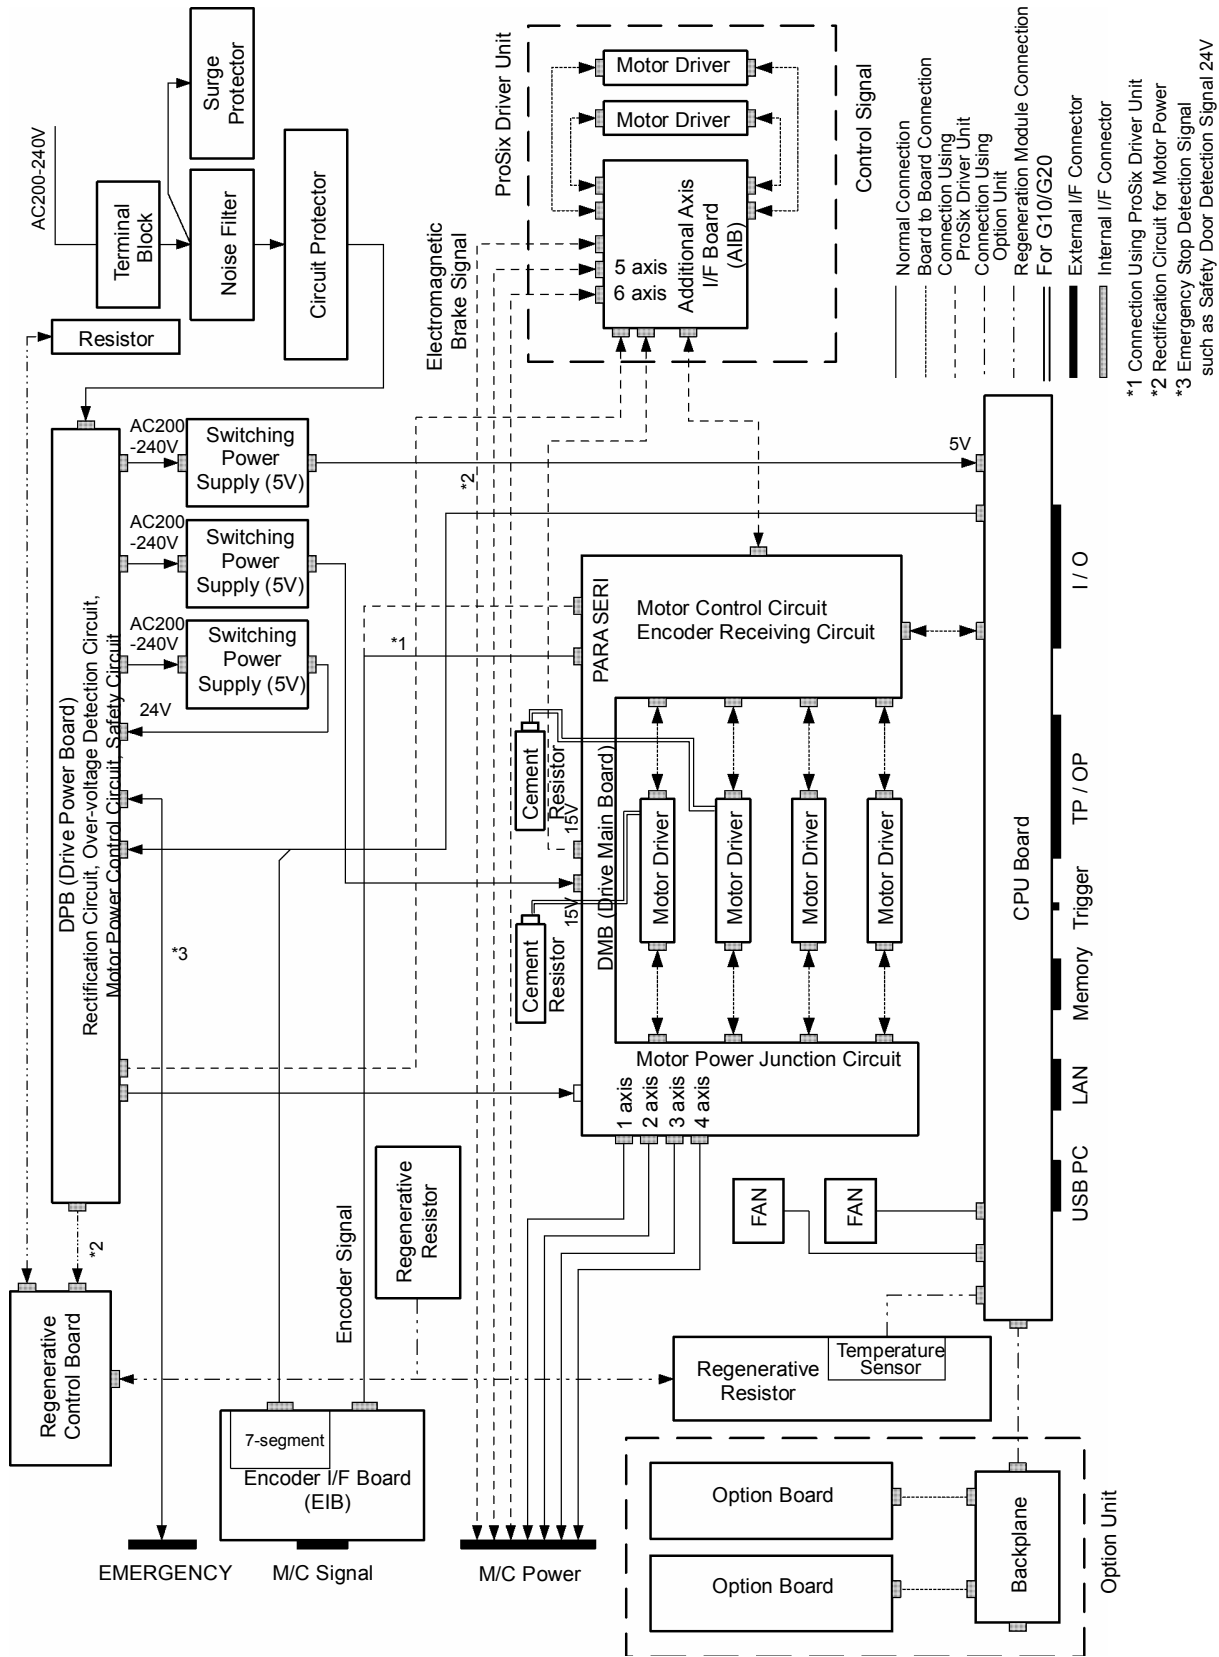 AC200-240V
Surge
Protector
Terminal
Block
Noise Filter
Circuit Protector
Resistor
ProSix Driver Unit
Motor Driver
Motor Driver
Control Signal
Electromagnetic
Brake Signal
5 axis
6 axis
Additional Axis
I/F Board
(AIB)
Normal Connection
Board to Board Connection
Connection Using
ProSix Driver Unit
Connection Using
Option Unit
Regeneration Module Connection
For G10/G20
External I/F Connector
Internal I/F Connector
*1 Connection Using ProSix Driver Unit
*2 Rectification Circuit for Motor Power
*3 Emergency Stop Detection Signal
such as Safety Door Detection Signal 24V
DPB (Drive Power Board)
Rectification Circuit, Over-voltage Detection Circuit,
Motor Power Control Circuit, Safety Circuit
AC200
-240V
Switching
Power
Supply (5V)
AC200
-240V
Switching
Power
Supply (5V)
AC200
-240V
Switching
Power
Supply (5V)
24V
*2
5V
*1
*3
PARA SERI
Motor Control Circuit
Encoder Receiving Circuit
Cement
Resistor
15V
Cement
Resistor
15V
DMB (Drive Main Board)
Motor Driver
Motor Driver
Motor Driver
Motor Driver
Motor Power Junction Circuit
1 axis
2 axis
3 axis
4 axis
CPU Board
I / O
TP / OP
Trigger
Memory
LAN
USB PC
FAN
FAN
*2
Regenerative
Control Board
Encoder Signal
Regenerative
Resistor
Regenerative
Resistor
Temperature
Sensor
7-segment
Encoder I/F Board
(EIB)
EMERGENCY
M/C Signal
M/C Power
Option Board
Option Board
Backplane
Option Unit